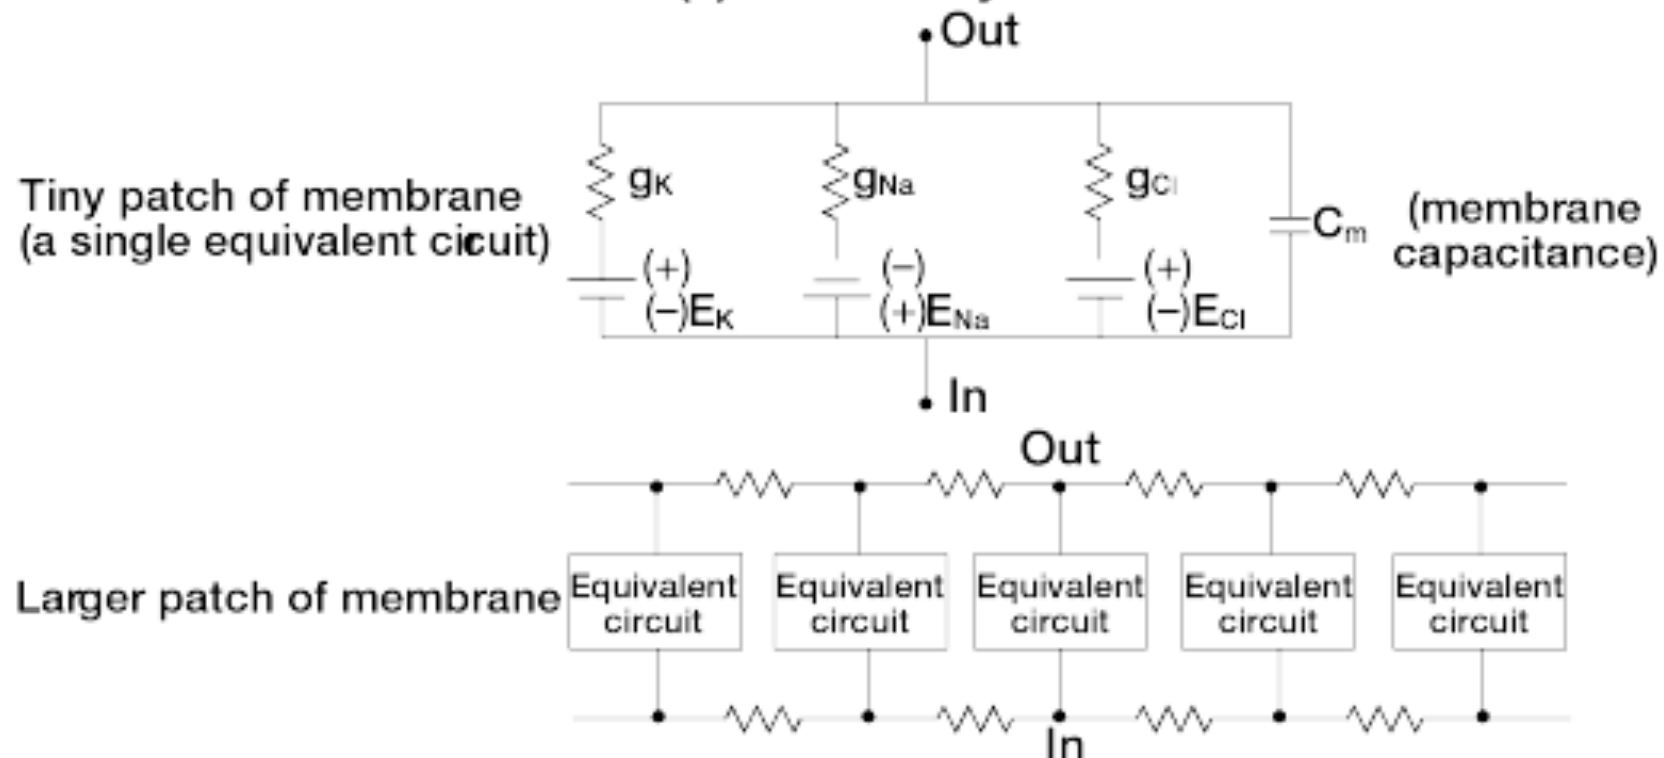 Out
gK
gNa
gCl
Tiny patch of membrane
(a single equivalent cicuit)
Cm
(membrane
capacitance)
(+)
(−)EK
(−)
(+)ENa
(+)
(−)ECl
In
Out
Larger patch of membrane
Equivalent
circuit
Equivalent
circuit
Equivalent
circuit
Equivalent
circuit
Equivalent
circuit
In